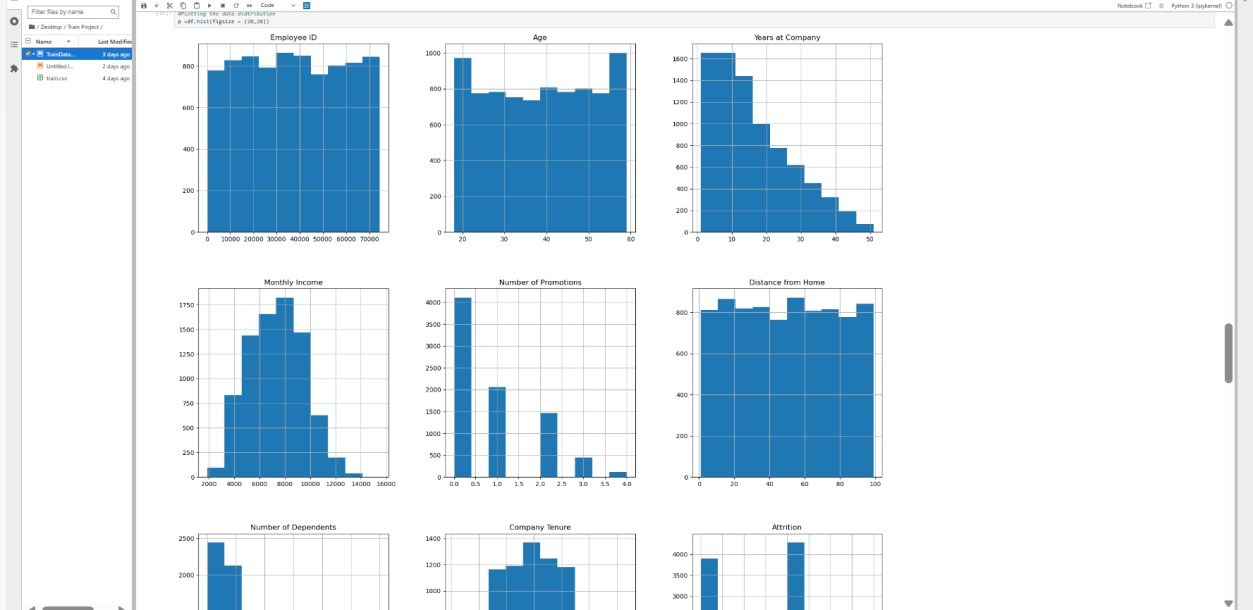 Filter files by name
Code
Notebook
Python 3 (ipykernel)
/ Desktop / Train Project /
#Plotting the data distribution
p =df.hist(figsize = (20,20))
Name
Last Modified
TrainData...
3 days ago
Untitled.i...
2 days ago
train.csv
4 days ago
Employee ID
Age
Years at Company
800
600
400
200
0
0 10000 20000 30000 40000 50000 60000 70000
1000
800
600
400
200
0
20 30 40 50 60
1600
1400
1200
1000
800
600
400
200
0
0 10 20 30 40 50
Monthly Income
Number of Promotions
Distance from Home
1750
1500
1250
1000
750
500
250
0
2000 4000 6000 8000 10000 12000 14000 16000
4000
3500
3000
2500
2000
1500
1000
500
0
0.0 0.5 1.0 1.5 2.0 2.5 3.0 3.5 4.0
800
600
400
200
0
0 20 40 60 80 100
Number of Dependents
Company Tenure
Attrition
2500
2000
1400
1200
1000
4000
3500
3000